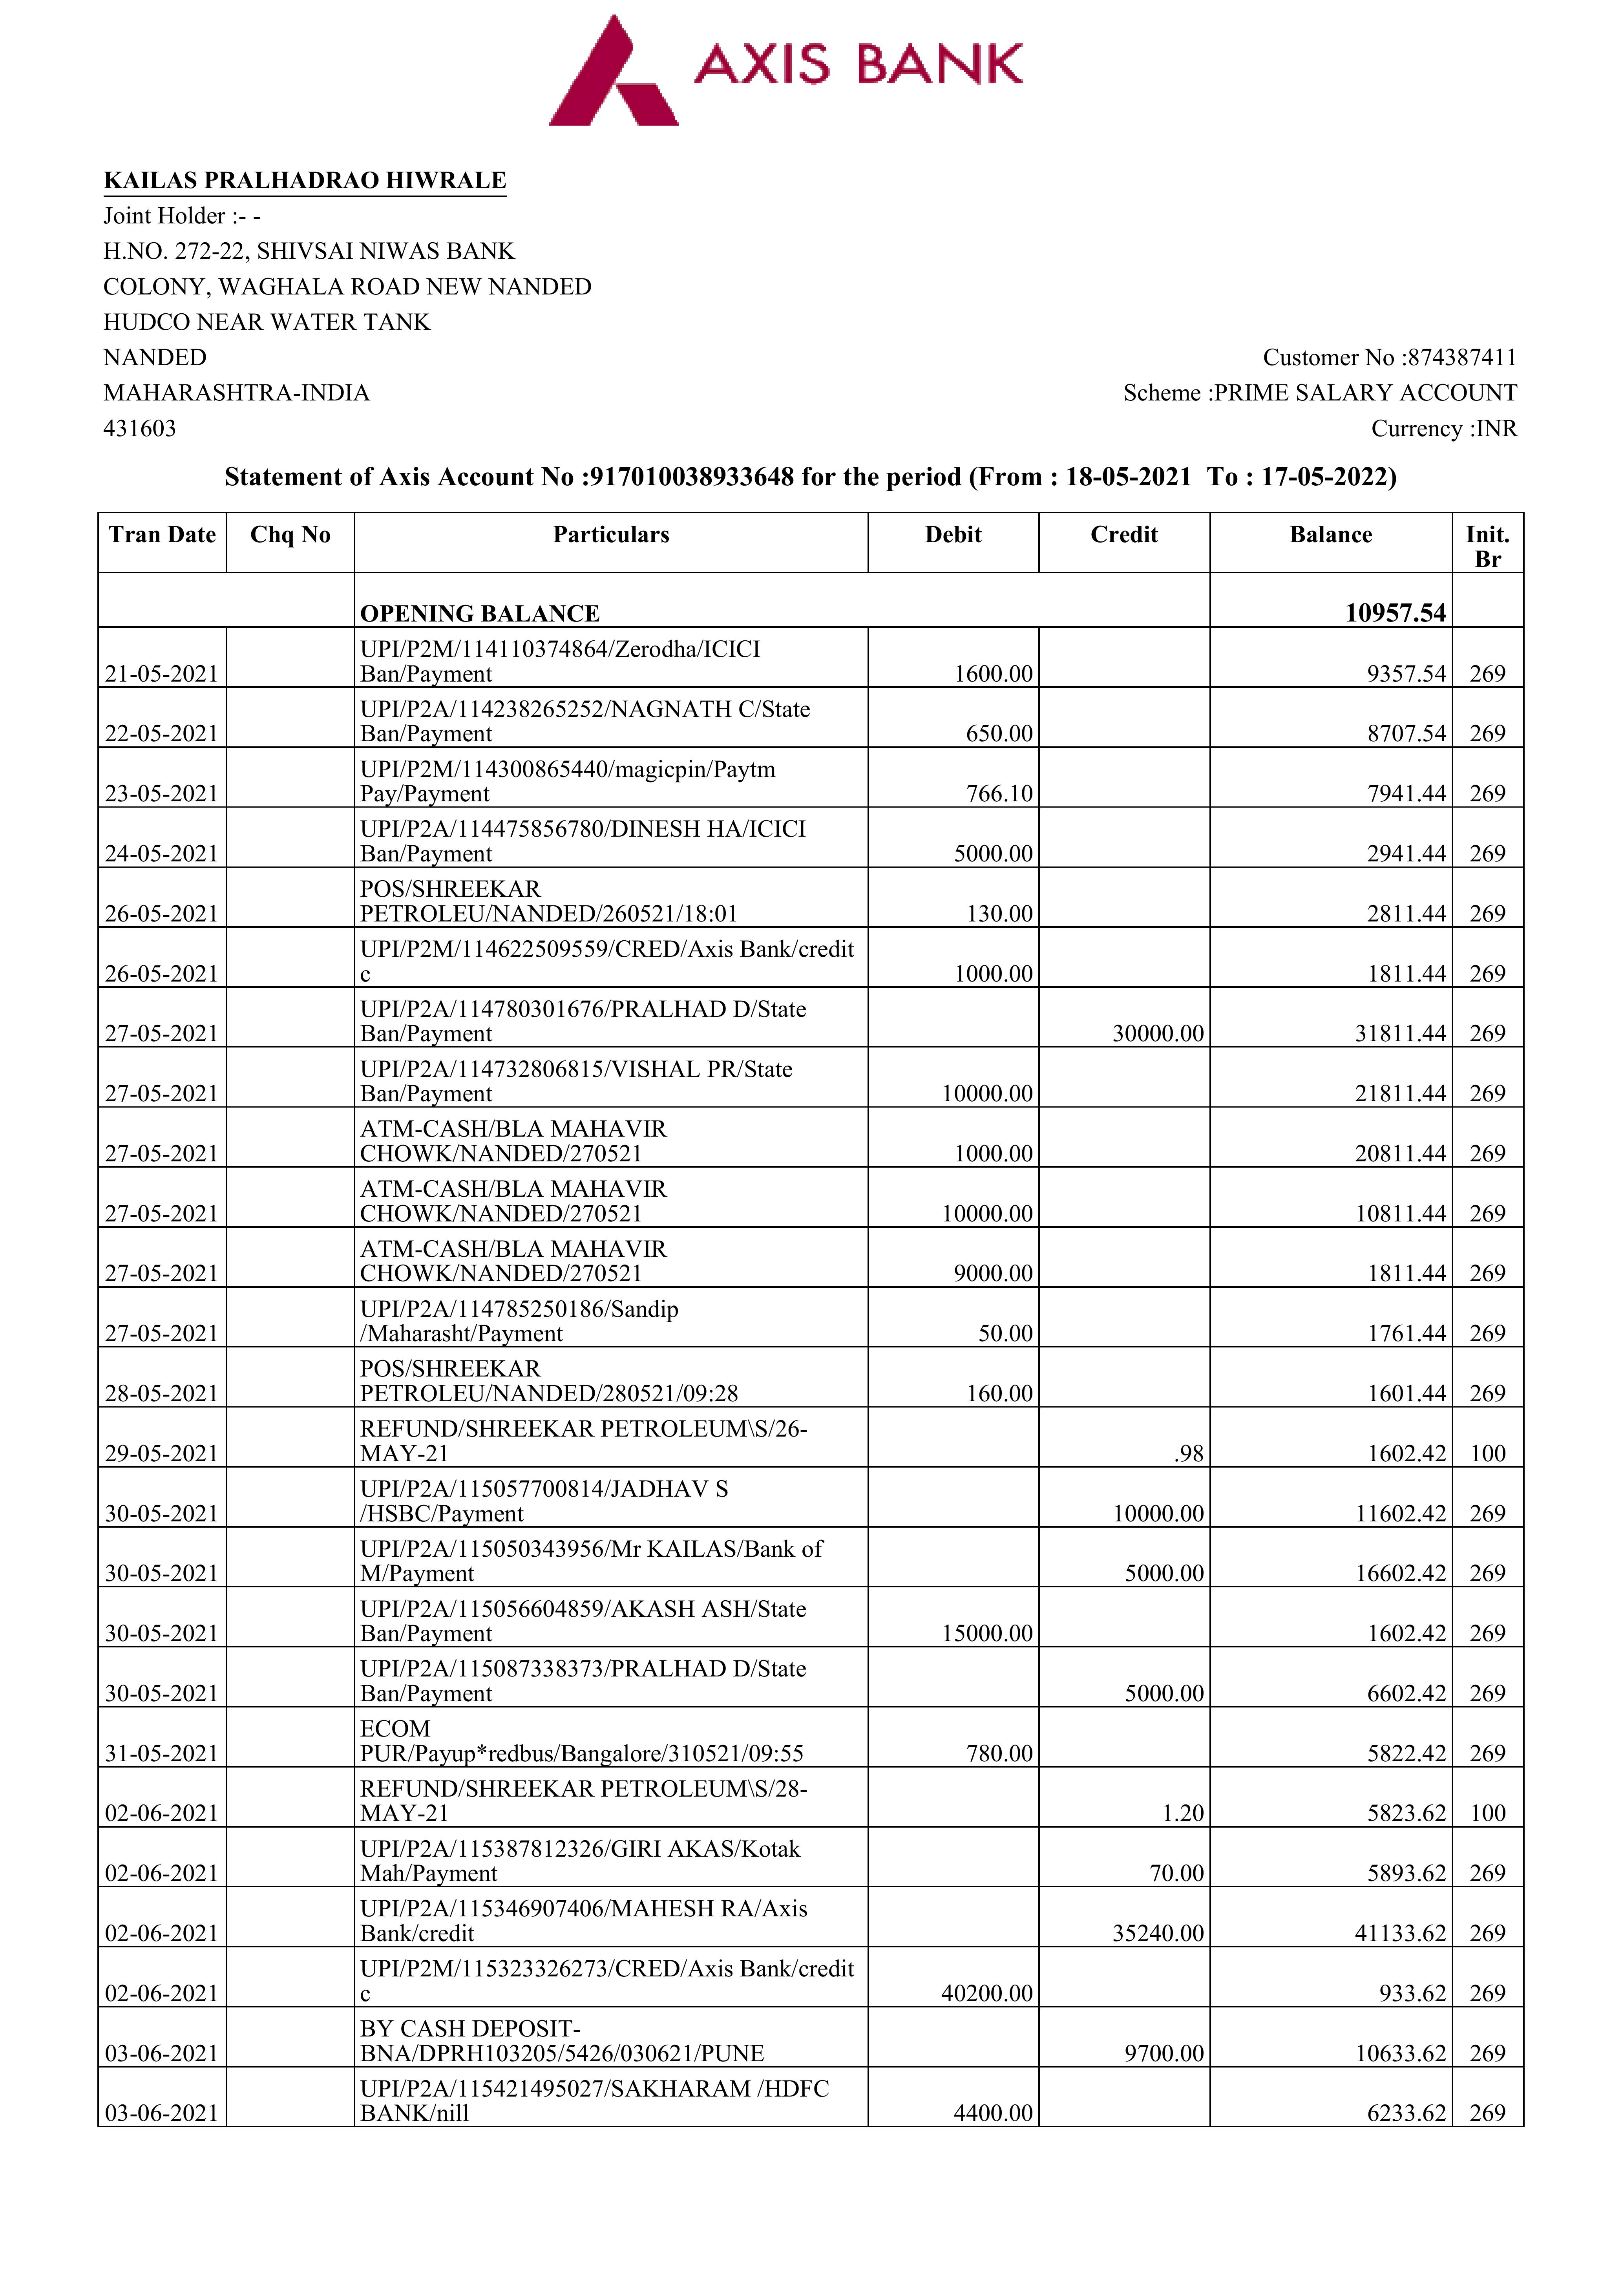 AXIS BANK
KAILAS PRALHADRAO HIWRALE
Joint Holder :- -
H.NO. 272-22, SHIVSAI NIWAS BANK
COLONY, WAGHALA ROAD NEW NANDED
HUDCO NEAR WATER TANK
NANDED
Customer No :874387411
MAHARASHTRA-INDIA
Scheme :PRIME SALARY ACCOUNT
431603
Currency :INR
Statement of Axis Account No :917010038933648 for the period (From : 18-05-2021 To : 17-05-2022)
Tran Date Chq No Particulars Debit Credit Balance Init.
Br
OPENING BALANCE 10957.54
UPI/P2M/114110374864/Zerodha/ICICI
21-05-2021 Ban/Payment 1600.00 9357.54 269
UPI/P2A/114238265252/NAGNATH C/State
22-05-2021 Ban/Payment 650.00 8707.54 269
UPI/P2M/114300865440/magicpin/Paytm
23-05-2021 Pay/Payment 766.10 7941.44 269
UPI/P2A/114475856780/DINESH HA/ICICI
24-05-2021 Ban/Payment 5000.00 2941.44 269
POS/SHREEKAR
26-05-2021 PETROLEU/NANDED/260521/18:01 130.00 2811.44 269
UPI/P2M/114622509559/CRED/Axis Bank/credit
26-05-2021 c 1000.00 1811.44 269
UPI/P2A/114780301676/PRALHAD D/State
27-05-2021 Ban/Payment 30000.00 31811.44 269
UPI/P2A/114732806815/VISHAL PR/State
27-05-2021 Ban/Payment 10000.00 21811.44 269
ATM-CASH/BLA MAHAVIR
27-05-2021 CHOWK/NANDED/270521 1000.00 20811.44 269
ATM-CASH/BLA MAHAVIR
27-05-2021 CHOWK/NANDED/270521 10000.00 10811.44 269
ATM-CASH/BLA MAHAVIR
27-05-2021 CHOWK/NANDED/270521 9000.00 1811.44 269
UPI/P2A/114785250186/Sandip
27-05-2021 /Maharasht/Payment 50.00 1761.44 269
POS/SHREEKAR
28-05-2021 PETROLEU/NANDED/280521/09:28 160.00 1601.44 269
REFUND/SHREEKAR PETROLEUM\S/26-
29-05-2021 MAY-21 .98 1602.42 100
UPI/P2A/115057700814/JADHAV S
30-05-2021 /HSBC/Payment 10000.00 11602.42 269
UPI/P2A/115050343956/Mr KAILAS/Bank of
30-05-2021 M/Payment 5000.00 16602.42 269
UPI/P2A/115056604859/AKASH ASH/State
30-05-2021 Ban/Payment 15000.00 1602.42 269
UPI/P2A/115087338373/PRALHAD D/State
30-05-2021 Ban/Payment 5000.00 6602.42 269
ECOM
31-05-2021 PUR/Payup*redbus/Bangalore/310521/09:55 780.00 5822.42 269
REFUND/SHREEKAR PETROLEUM\S/28-
02-06-2021 MAY-21 1.20 5823.62 100
UPI/P2A/115387812326/GIRI AKAS/Kotak
02-06-2021 Mah/Payment 70.00 5893.62 269
UPI/P2A/115346907406/MAHESH RA/Axis
02-06-2021 Bank/credit 35240.00 41133.62 269
UPI/P2M/115323326273/CRED/Axis Bank/credit
02-06-2021 c 40200.00 933.62 269
BY CASH DEPOSIT-
03-06-2021 BNA/DPRH103205/5426/030621/PUNE 9700.00 10633.62 269
UPI/P2A/115421495027/SAKHARAM /HDFC
03-06-2021 BANK/nill 4400.00 6233.62 269